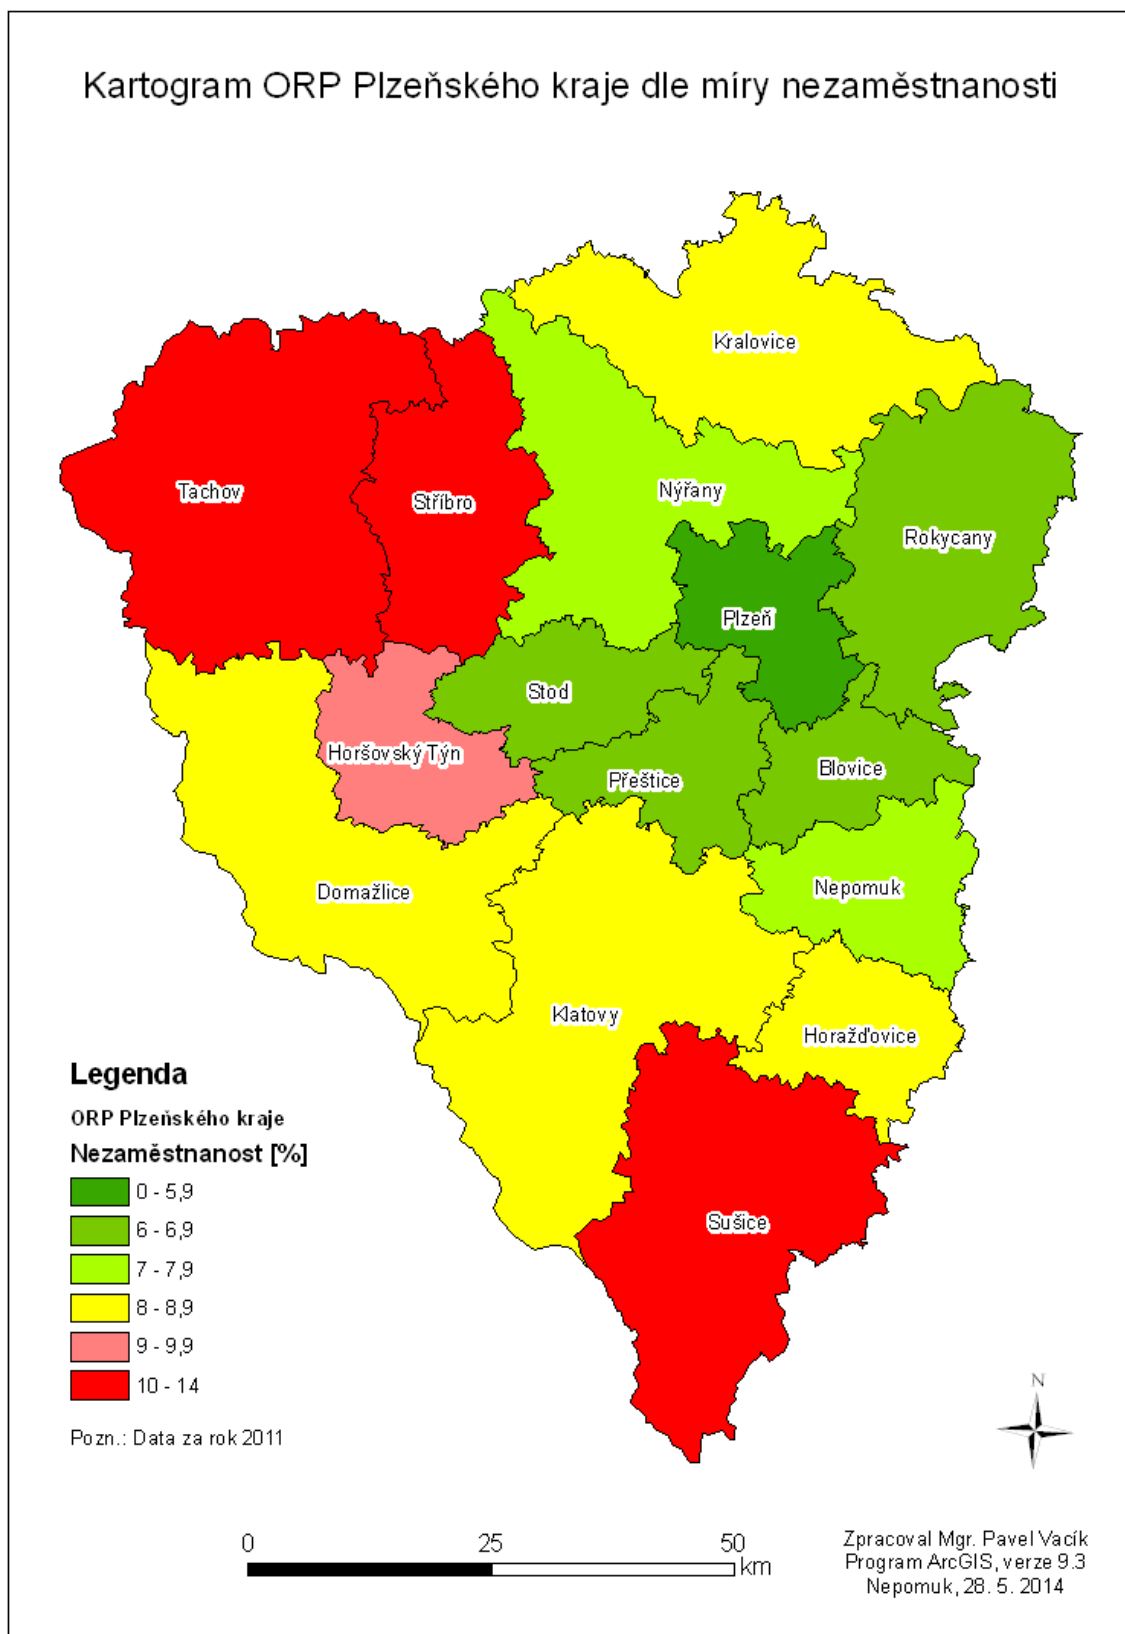 Kartogram ORP Plzeňského kraje dle míry nezaměstnanosti
Kralovice
Tachov
Stříbro
Nýřany
Rokycany
Plzeň
Stod
Horšovský Týn
Přeštice
Blovice
Domažlice
Nepomuk
Klatovy
Horažďovice
Sušice
Legenda
ORP Plzeňského kraje
Nezaměstnanost [%]
0 - 5,9
6 - 6,9
7 - 7,9
8 - 8,9
9 - 9,9
10 - 14
Pozn.: Data za rok 2011
N
0 25 50
km
Zpracoval Mgr. Pavel Vacík
Program ArcGIS, verze 9.3
Nepomuk, 28. 5. 2014